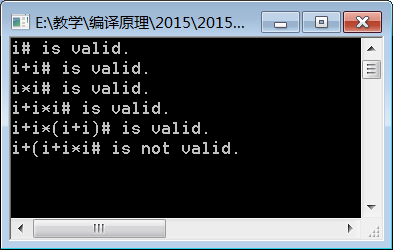 E:\教学\编译原理\2015\2015...
i# is valid.
i+i# is valid.
i*i# is valid.
i+i*i# is valid.
i+i*(i+i)# is valid.
i+(i+i*i# is not valid.